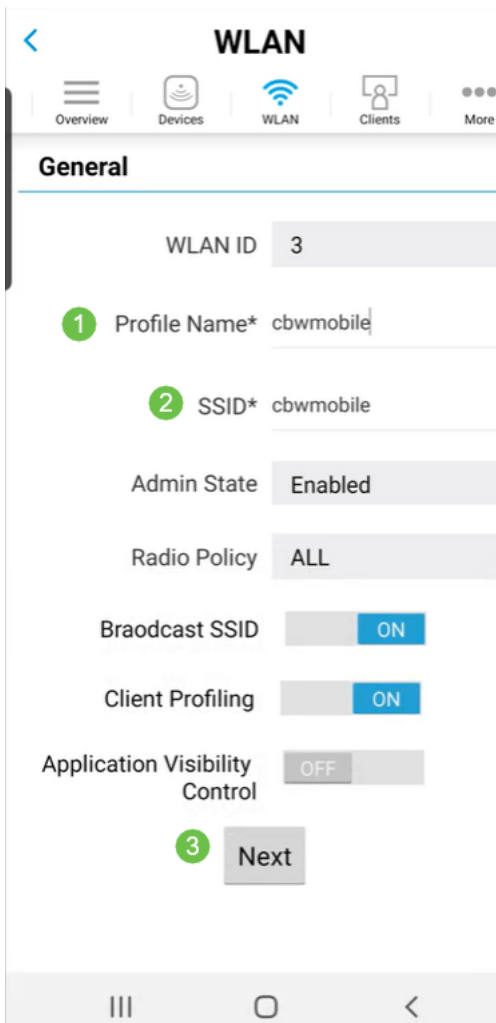 WLAN
Overview Devices WLAN Clients More
General
WLAN ID 3
1 Profile Name* cbwmobile
2 SSID* cbwmobile
Admin State Enabled
Radio Policy ALL
Braodcast SSID ON
Client Profiling ON
Application Visibility OFF
Control
3 Next